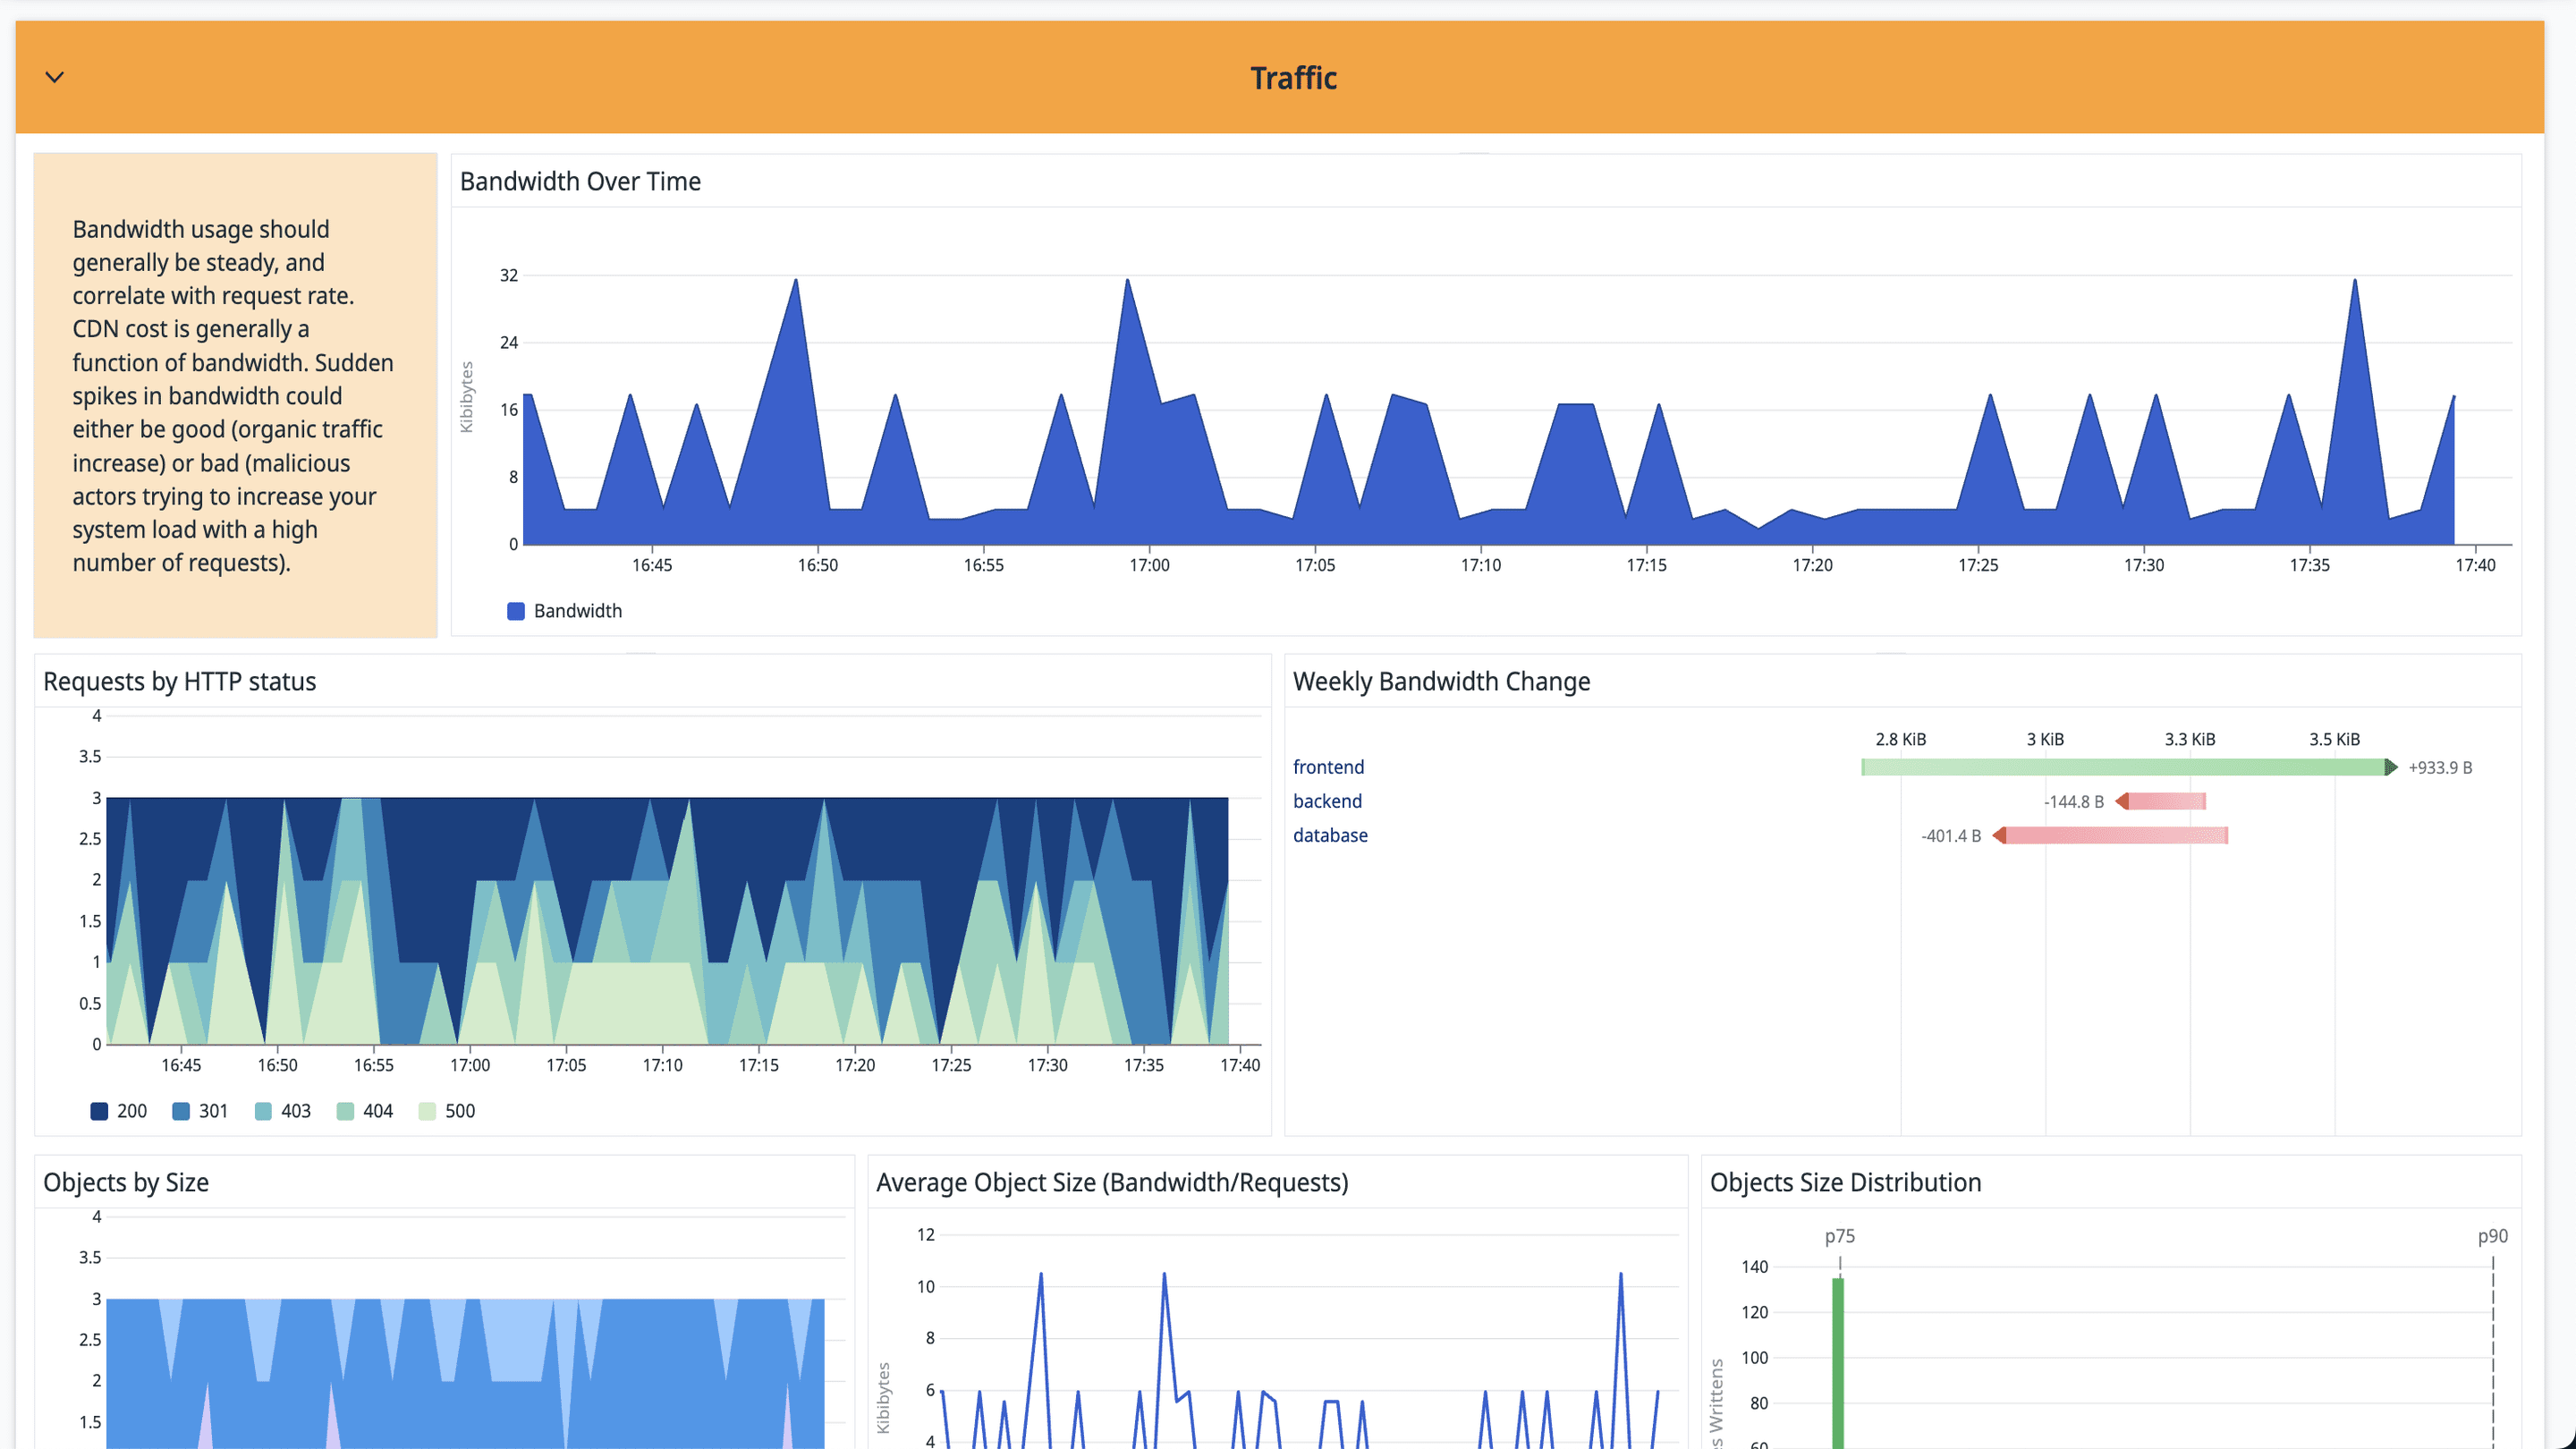 Traffic
Bandwidth usage should
generally be steady, and
correlate with request rate.
CDN cost is generally a
function of bandwidth. Sudden
spikes in bandwidth could
either be good (organic traffic
increase) or bad (malicious
actors trying to increase your
system load with a high
number of requests).
Bandwidth Over Time
Kibibytes
32
24
16
8
0
16:45 16:50 16:55 17:00 17:05 17:10 17:15 17:20 17:25 17:30 17:35 17:40
Bandwidth
Requests by HTTP status
4
3.5
3
2.5
2
1.5
1
0.5
0
16:45 16:50 16:55 17:00 17:05 17:10 17:15 17:20 17:25 17:30 17:35 17:40
200 301 403 404 500
Weekly Bandwidth Change
2.8 KiB 3 KiB 3.3 KiB 3.5 KiB
frontend +933.9 B
backend -144.8 B
database -401.4 B
Objects by Size
4
3.5
3
2.5
2
1.5
Average Object Size (Bandwidth/Requests)
Kibibytes
12
10
8
6
4
Objects Size Distribution
p75 p90
Writtens
140
120
100
80
60